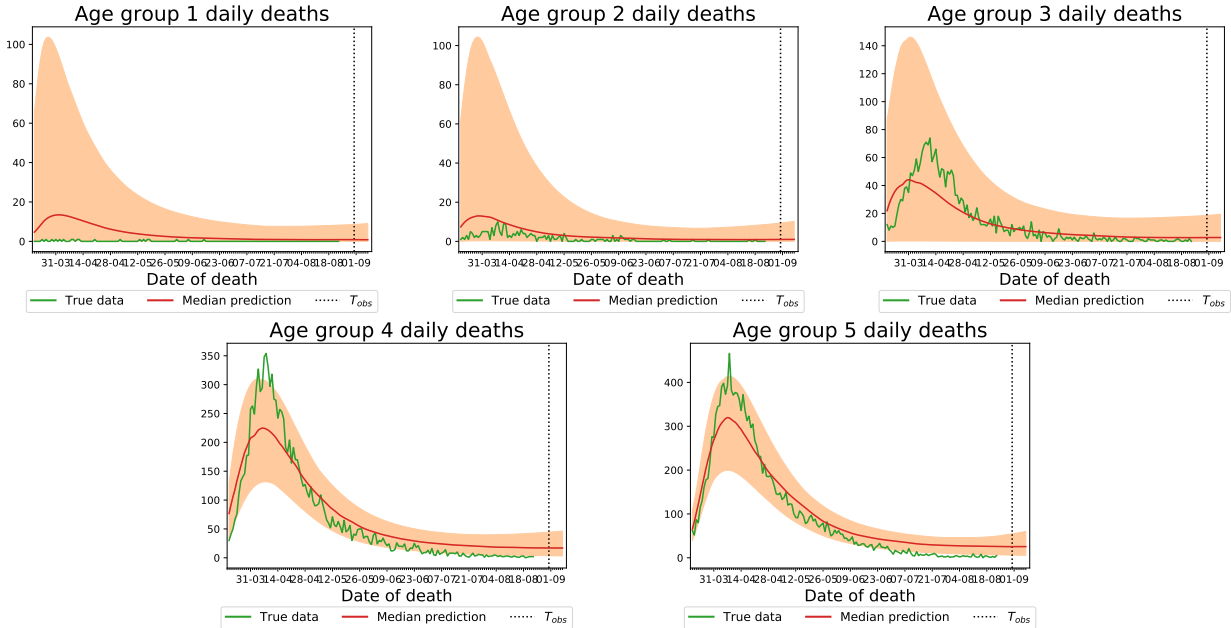 Age group 1 daily deaths
100
80
60
40
20
0
31-03 14-04 28-04 12-05 26-05 09-06 23-06 07-07 21-07 04-08 18-08 01-09
Date of death
True data Median prediction T_obs
Age group 2 daily deaths
100
80
60
40
20
0
31-03 14-04 28-04 12-05 26-05 09-06 23-06 07-07 21-07 04-08 18-08 01-09
Date of death
True data Median prediction T_obs
Age group 3 daily deaths
140
120
100
80
60
40
20
0
31-03 14-04 28-04 12-05 26-05 09-06 23-06 07-07 21-07 04-08 18-08 01-09
Date of death
True data Median prediction T_obs
Age group 4 daily deaths
350
300
250
200
150
100
50
0
31-03 14-04 28-04 12-05 26-05 09-06 23-06 07-07 21-07 04-08 18-08 01-09
Date of death
True data Median prediction T_obs
Age group 5 daily deaths
400
300
200
100
0
31-03 14-04 28-04 12-05 26-05 09-06 23-06 07-07 21-07 04-08 18-08 01-09
Date of death
True data Median prediction T_obs